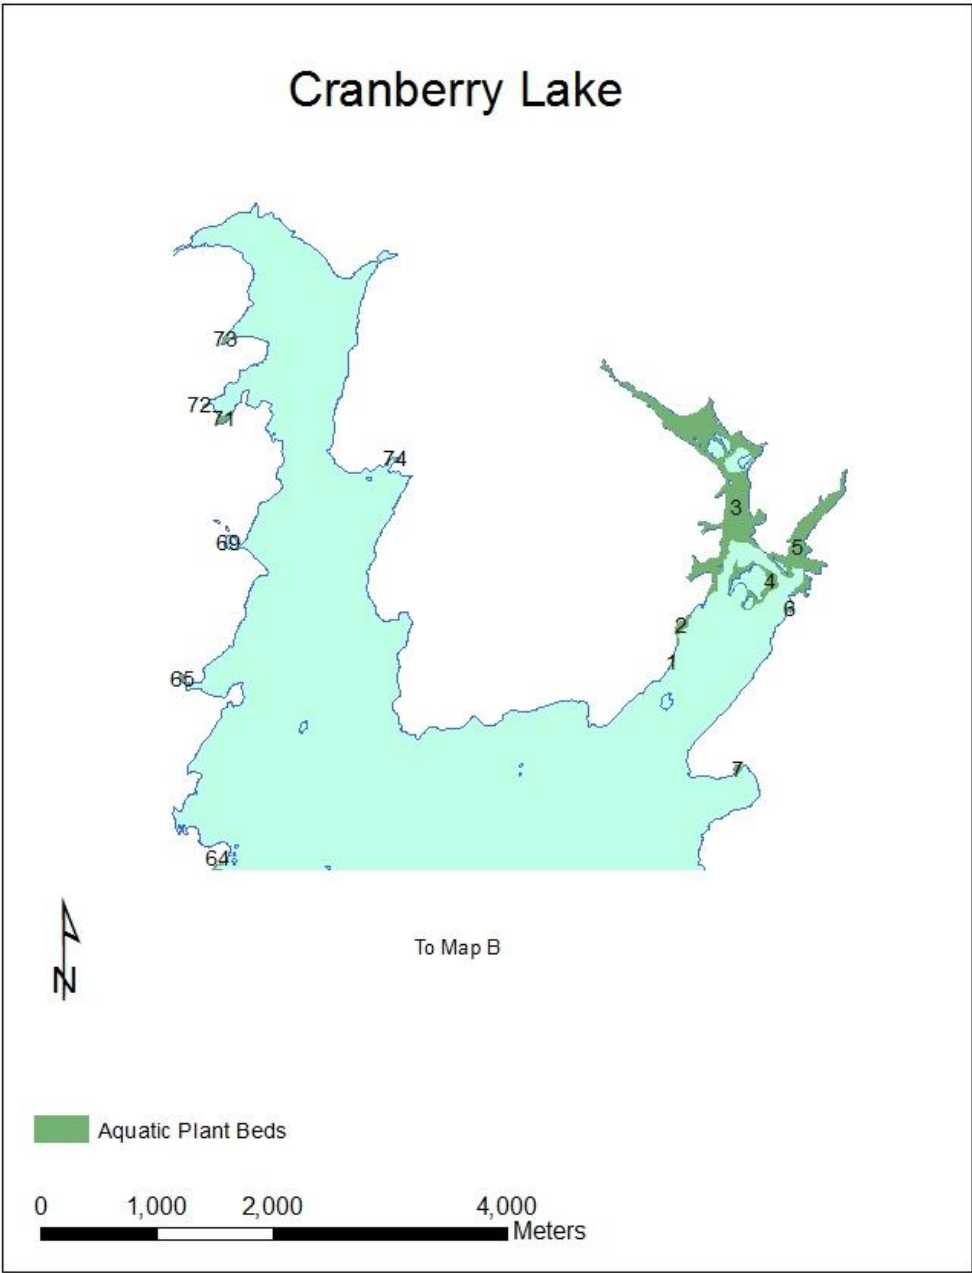 Cranberry Lake
73
72
71
74
3
69
5
4
6
2
1
65
7
64
To Map B
N
Aquatic Plant Beds
0 1,000 2,000 4,000
Meters